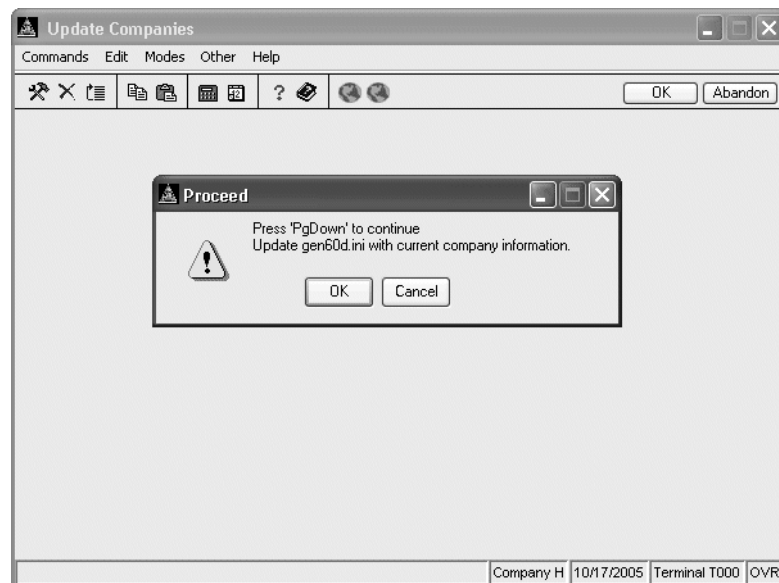 Update Companies
Commands Edit Modes Other Help
OK Abandon
Proceed
Press 'PgDown' to continue
Update gen60d.ini with current company information.
OK Cancel
Company H 10/17/2005 Terminal T000 OVR